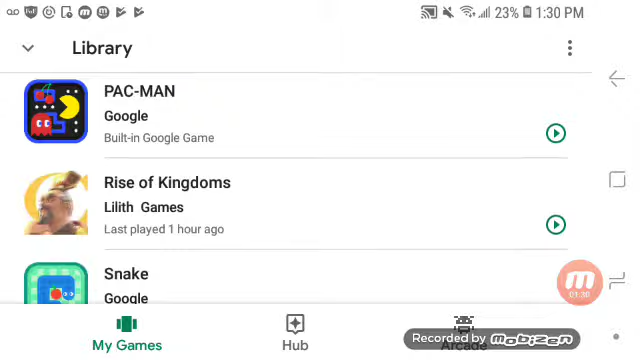 23% 1:30 PM
Library
PAC-MAN
Google
Built-in Google Game
Rise of Kingdoms
Lilith Games
Last played 1 hour ago
Snake
Google
01:30
My Games
Hub
Arcade
Recorded by mobizen